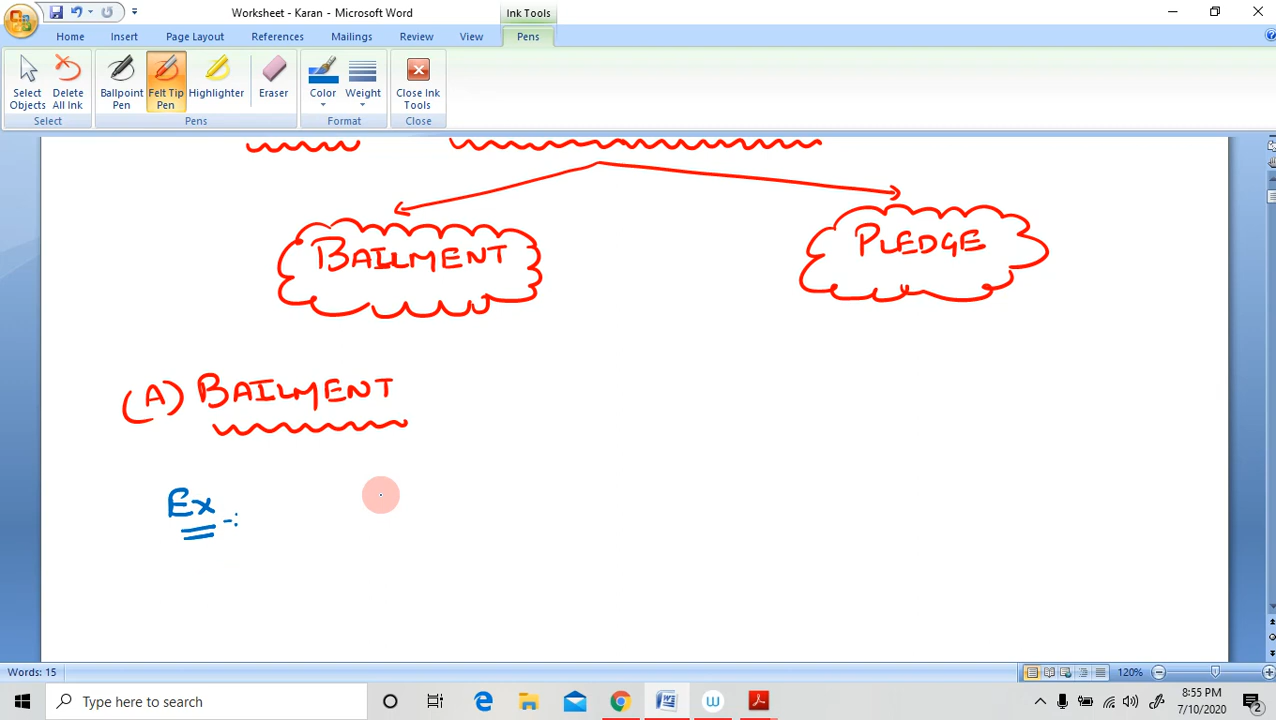 Worksheet - Karan - Microsoft Word
Ink Tools
Home Insert Page Layout References Mailings Review View Pens
Select Objects
Delete All Ink
Ballpoint Pen
Felt Tip Pen
Highlighter
Eraser
Color
Weight
Close Ink Tools
Select Pens Format Close
BAILMENT
PLEDGE
(A) BAILMENT
Ex -:
Words: 15
120%
Type here to search
8:55 PM
7/10/2020
2